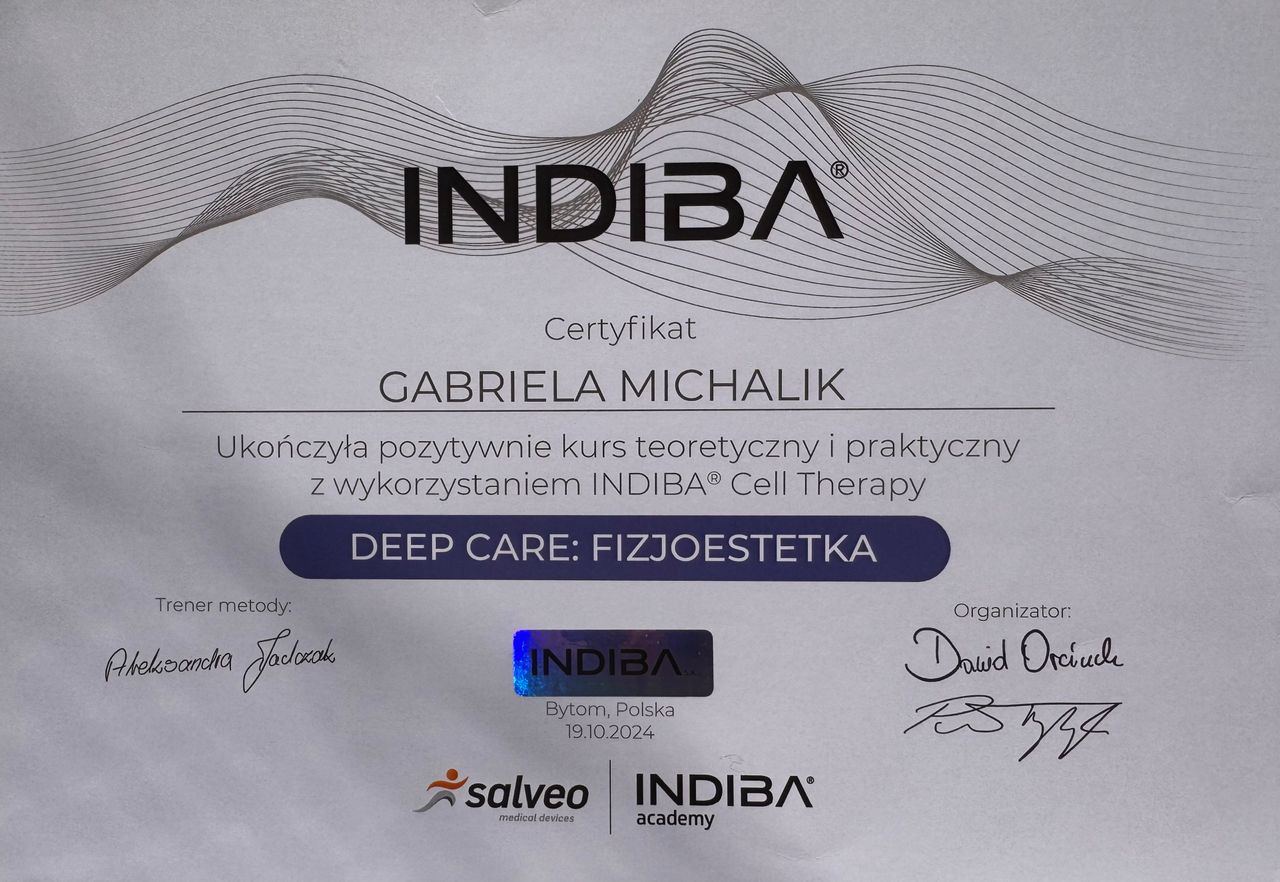 INDIBA®
Certyfikat
GABRIELA MICHALIK
Ukończyła pozytywnie kurs teoretyczny i praktyczny
z wykorzystaniem INDIBA® Cell Therapy
DEEP CARE: FIZJOESTETKA
Trener metody:
Aleksandra Jadczak
Organizator:
Dawid Orciuch
INDIBA
Bytom, Polska
19.10.2024
salveo
medical devices
INDIBA®
academy